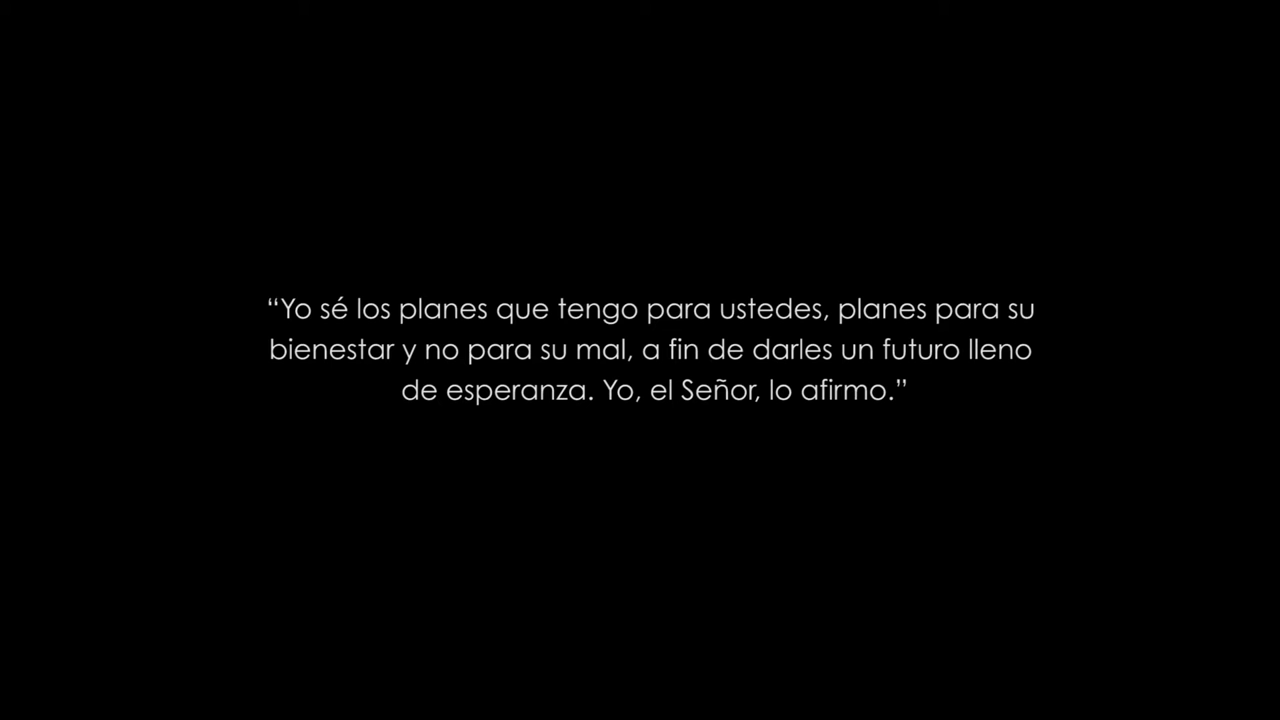 “Yo sé los planes que tengo para ustedes, planes para su
bienestar y no para su mal, a fin de darles un futuro lleno
de esperanza. Yo, el Señor, lo afirmo.”